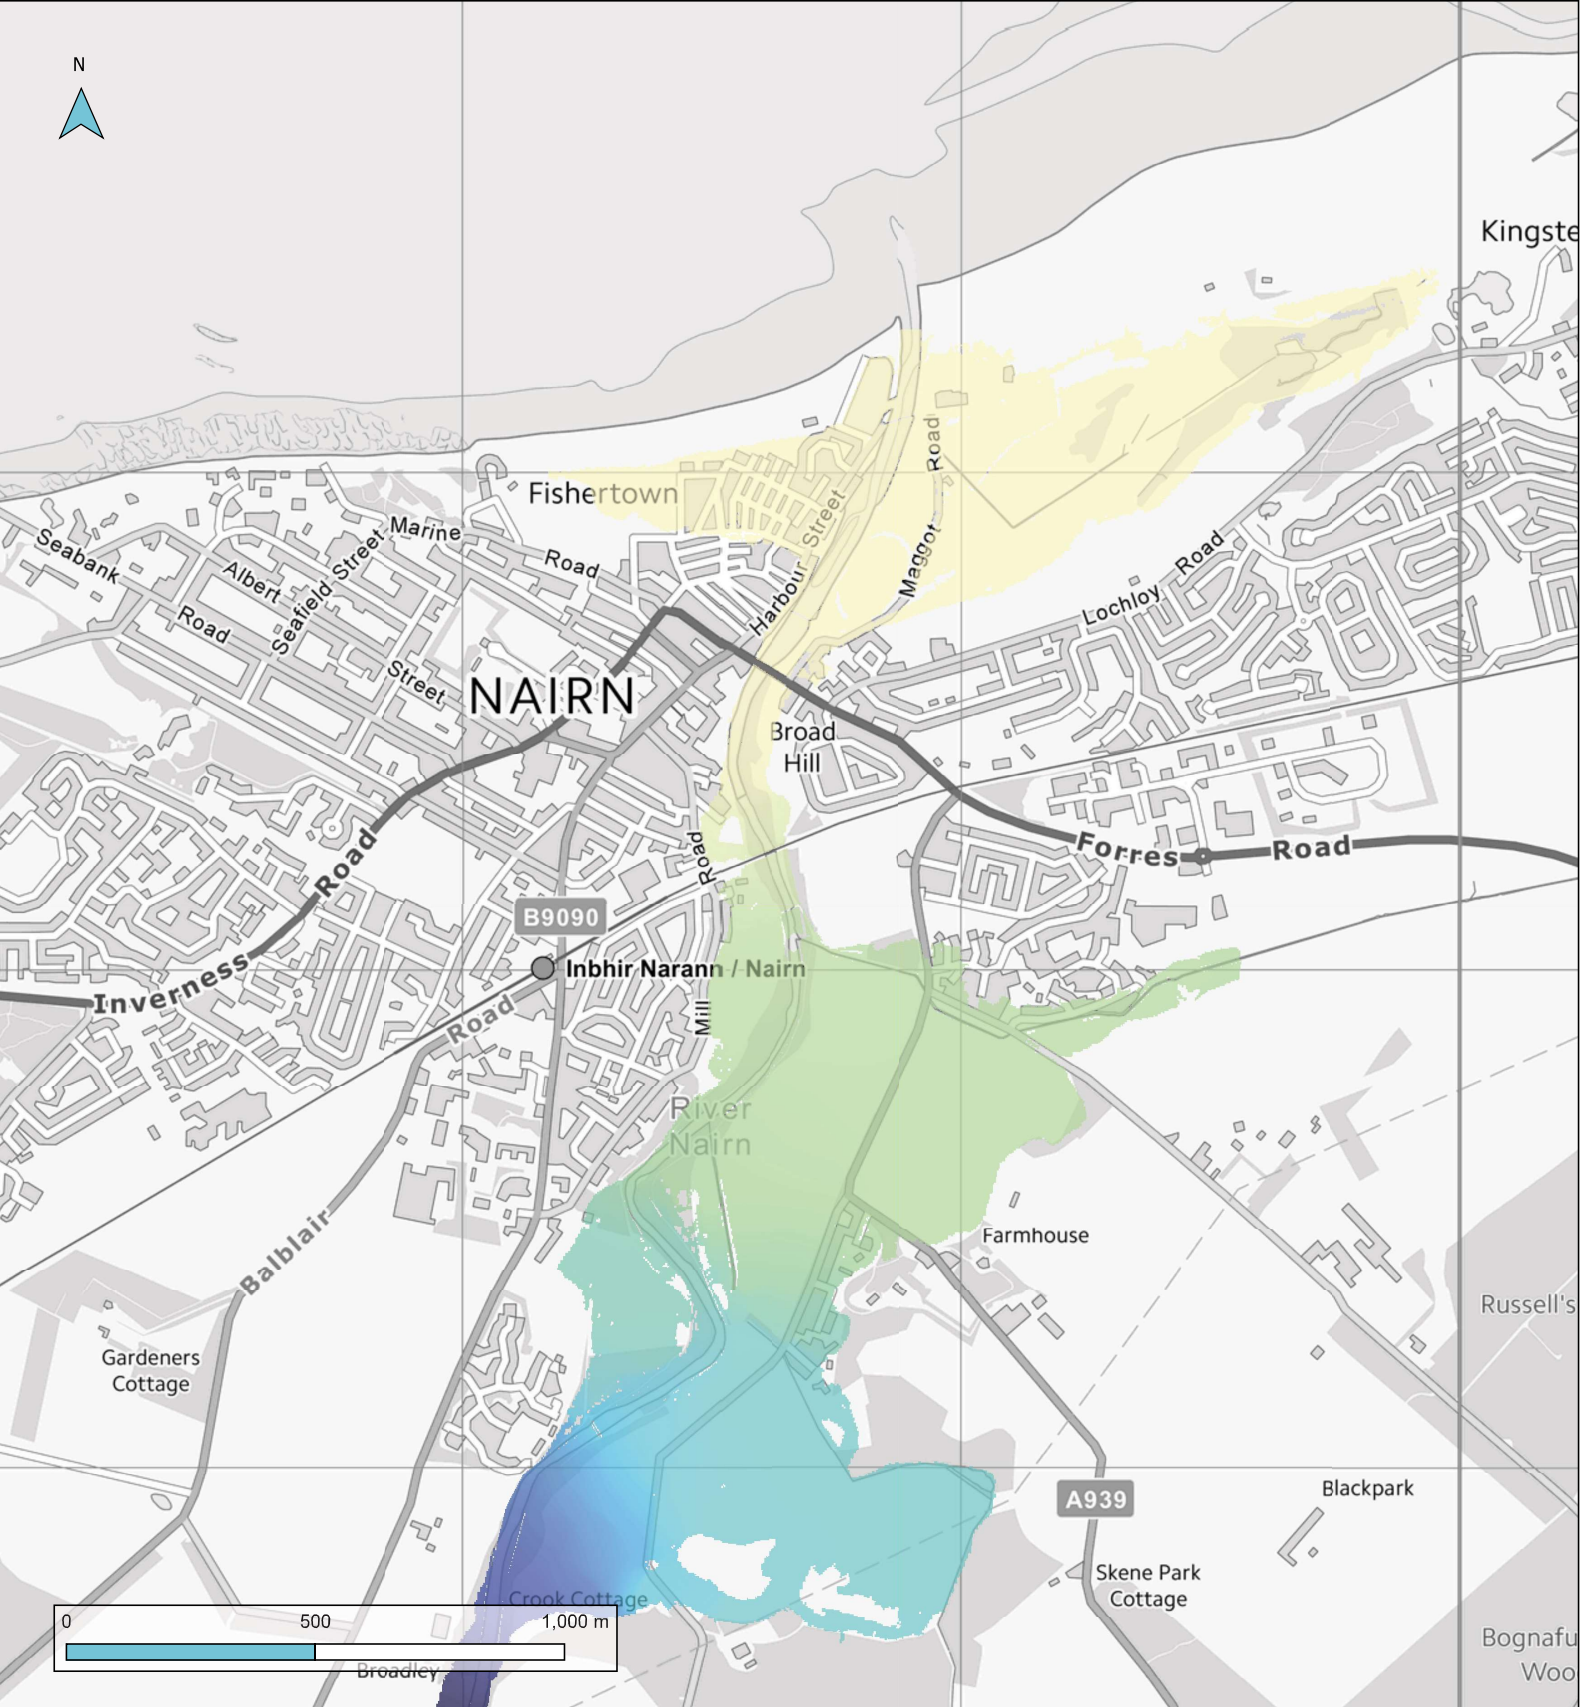 N
Kingste
Fishertown
Marine
Road
Seabank
Road
Albert
Street
Seafield Street
Harbour Street
Maggot Road
Lochloy Road
NAIRN
Broad
Hill
Inverness Road
Forres Road
Road
B9090
Inbhir Narann / Nairn
Mill
Balblair Road
River
Nairn
Farmhouse
Russell's
Gardeners
Cottage
A939
Blackpark
Skene Park
Cottage
Crook Cottage
Bognafu
Woo
0 500 1,000 m
Broadley